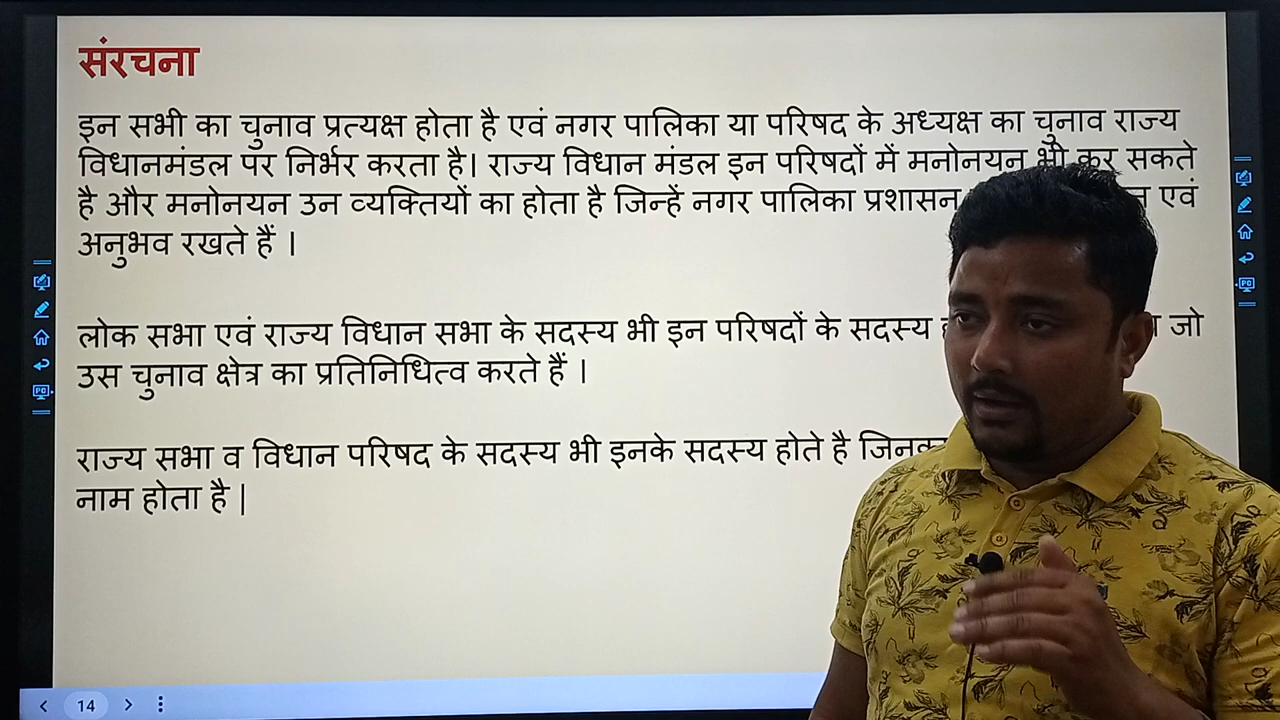 संरचना
इन सभी का चुनाव प्रत्यक्ष होता है एवं नगर पालिका या परिषद के अध्यक्ष का चुनाव राज्य
विधानमंडल पर निर्भर करता है। राज्य विधान मंडल इन परिषदों में मनोनयन भी कर सकते
है और मनोनयन उन व्यक्तियों का होता है जिन्हें नगर पालिका प्रशासन एवं
अनुभव रखते हैं ।
लोक सभा एवं राज्य विधान सभा के सदस्य भी इन परिषदों के सदस्य जो
उस चुनाव क्षेत्र का प्रतिनिधित्व करते हैं ।
राज्य सभा व विधान परिषद के सदस्य भी इनके सदस्य होते है
नाम होता है |
14